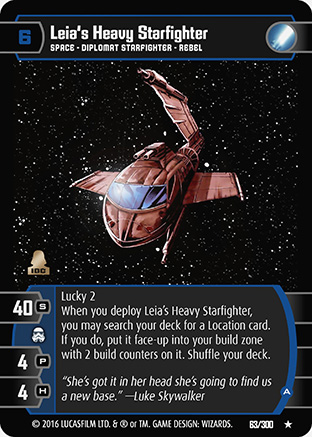 6
Leia's Heavy Starfighter
SPACE • DIPLOMAT STARFIGHTER • REBEL
IBC
40 S
4 P
4 H
Lucky 2
When you deploy Leia's Heavy Starfighter,
you may search your deck for a Location card.
If you do, put it face-up into your build zone
with 2 build counters on it. Shuffle your deck.
“She's got it in her head she's going to find us
a new base.” —Luke Skywalker
A
© 2016 LUCASFILM LTD. & ® or TM. GAME DESIGN: WIZARDS.
63/300